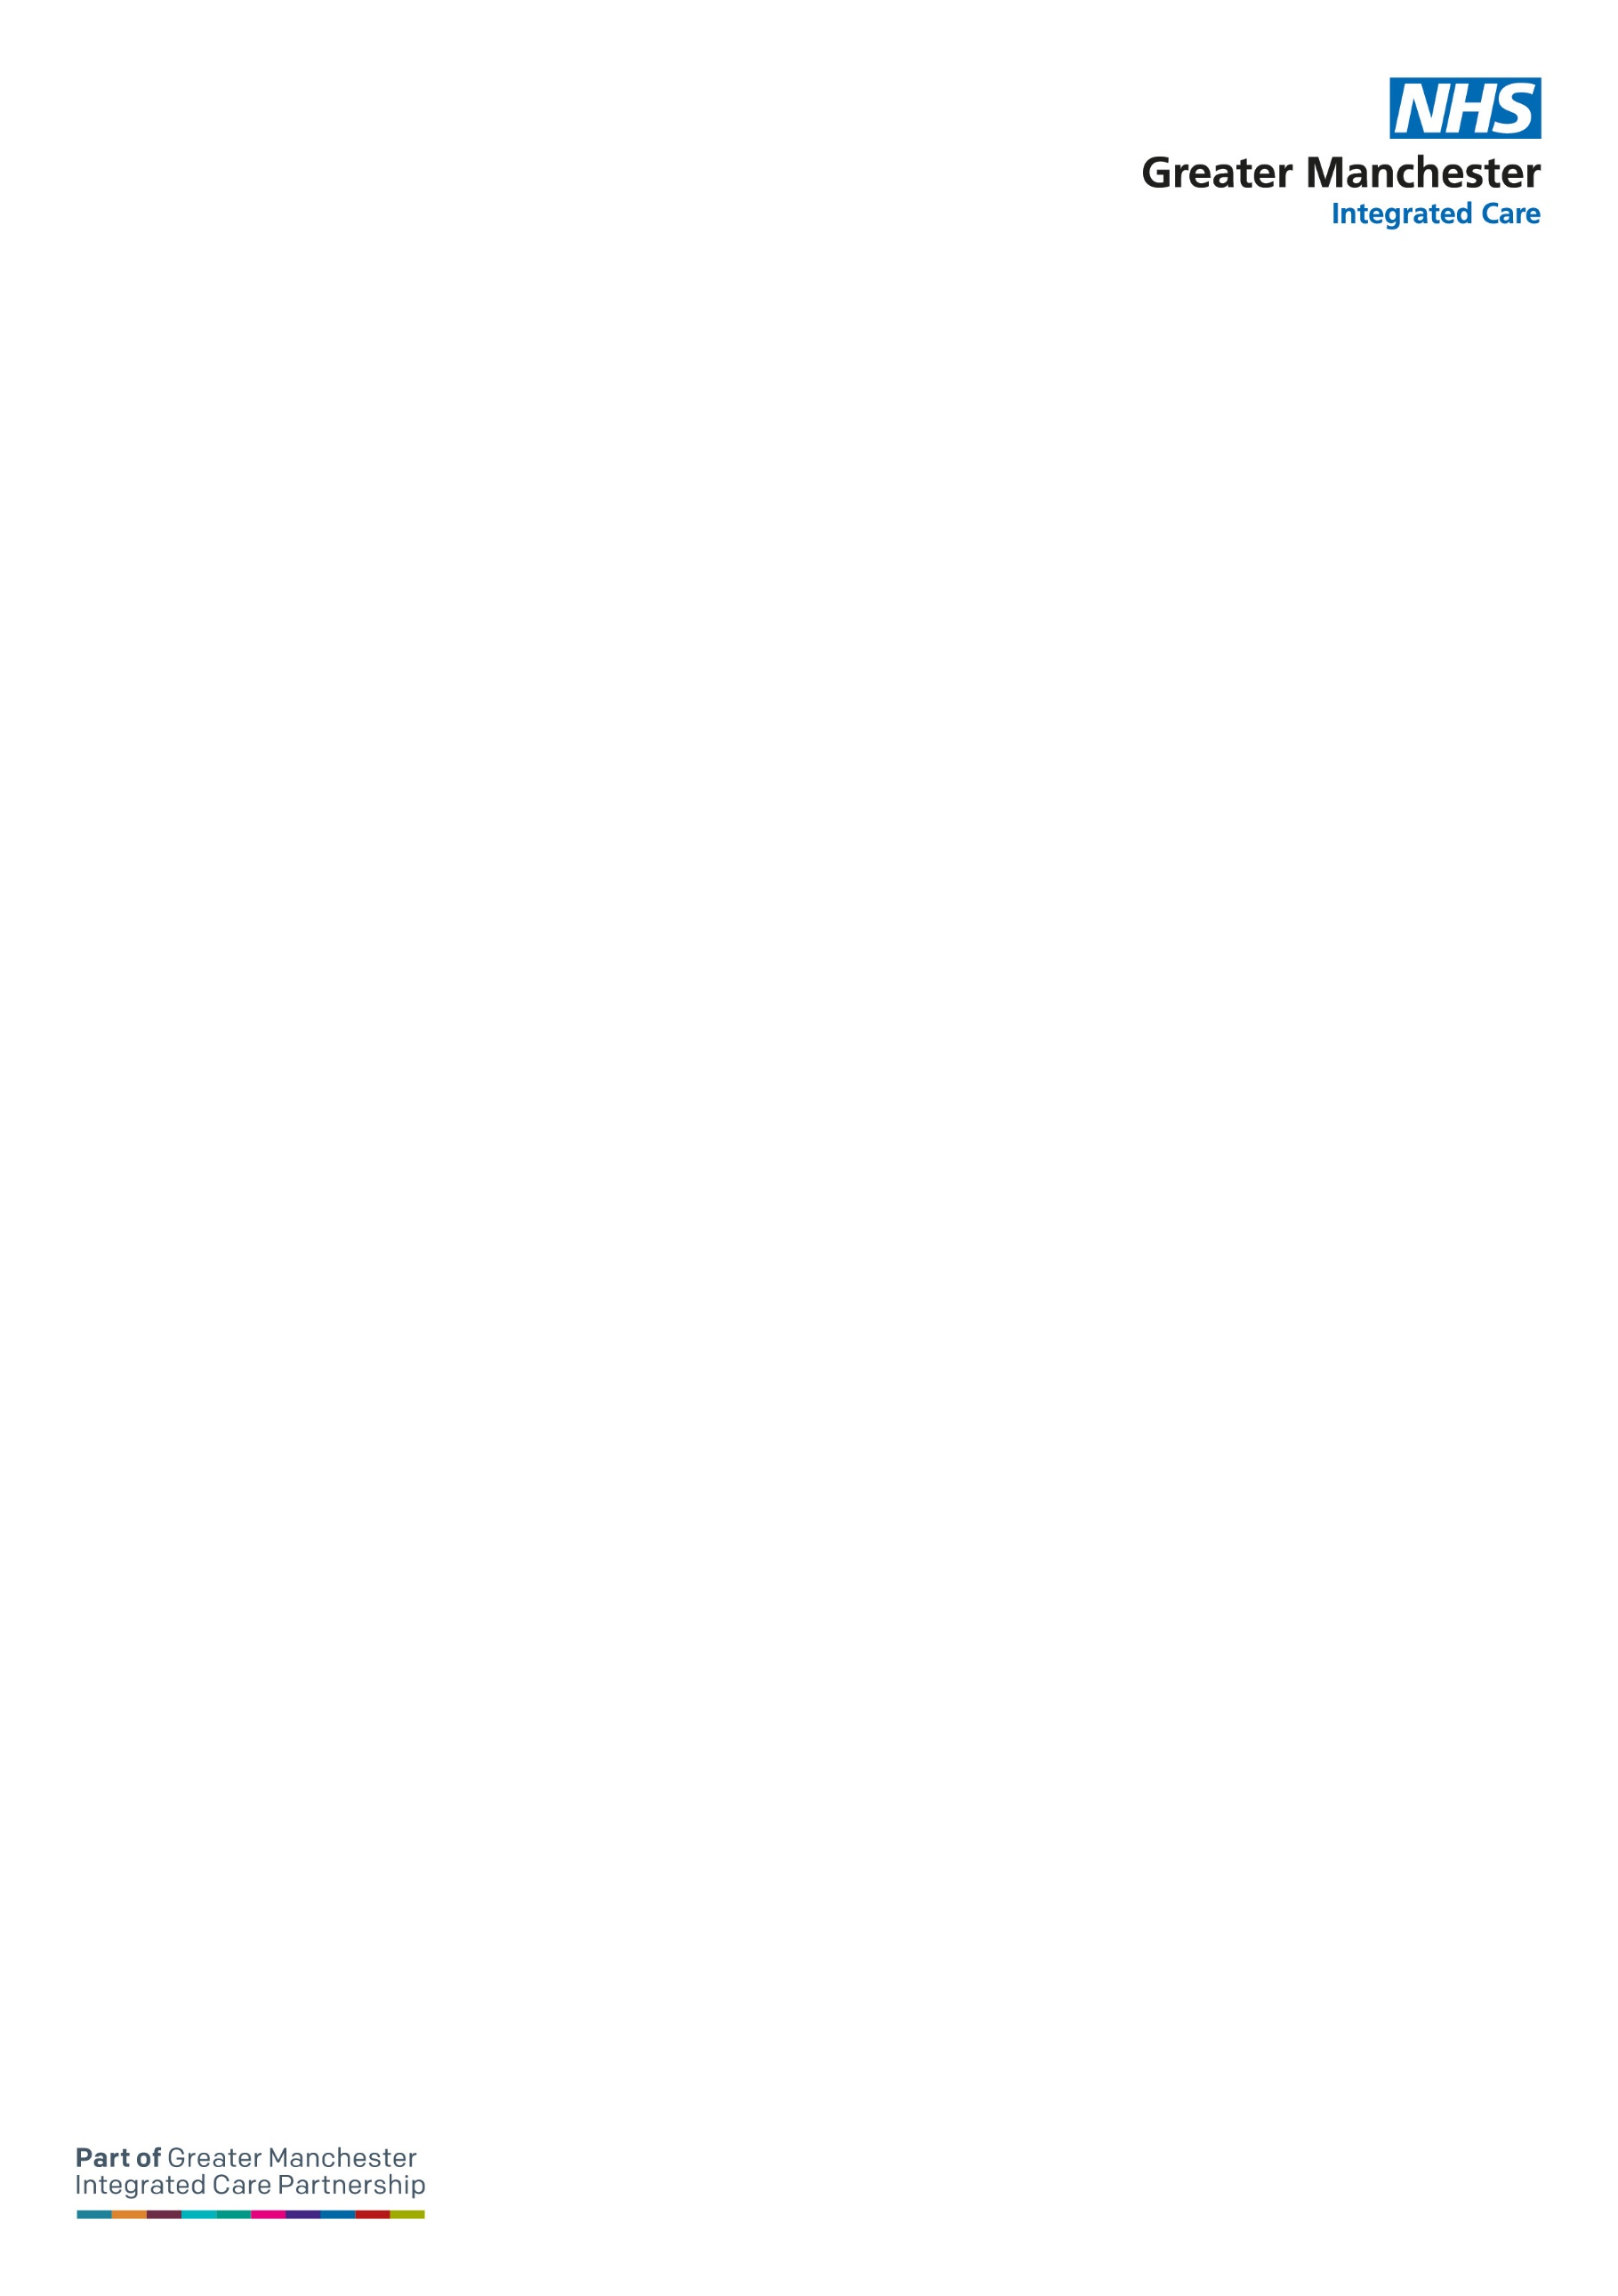 NHS
Greater Manchester
Integrated Care
Part of Greater Manchester
Integrated Care Partnership